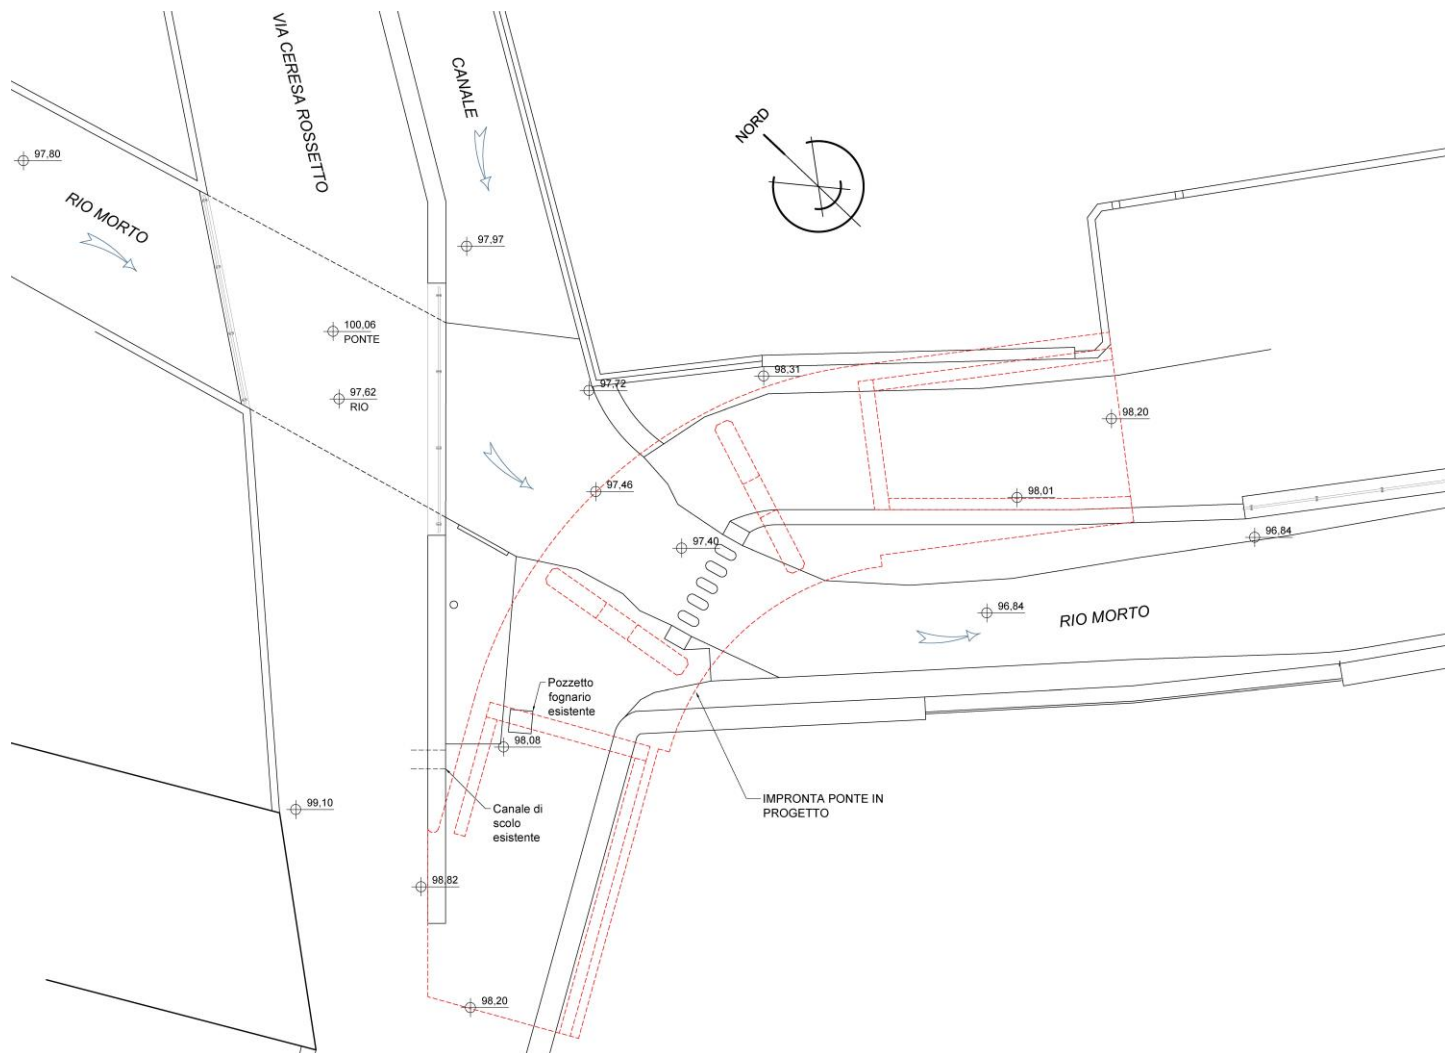 VIA CERESA ROSSETTO
CANALE
NORD
97,80
RIO MORTO
97,97
100,06
PONTE
97,62
RIO
97,72
98,31
98,20
97,46
98,01
97,40
96,84
96,84
RIO MORTO
Pozzetto
fognario
esistente
98,08
99,10
Canale di
scolo
esistente
IMPRONTA PONTE IN
PROGETTO
98,82
98,20